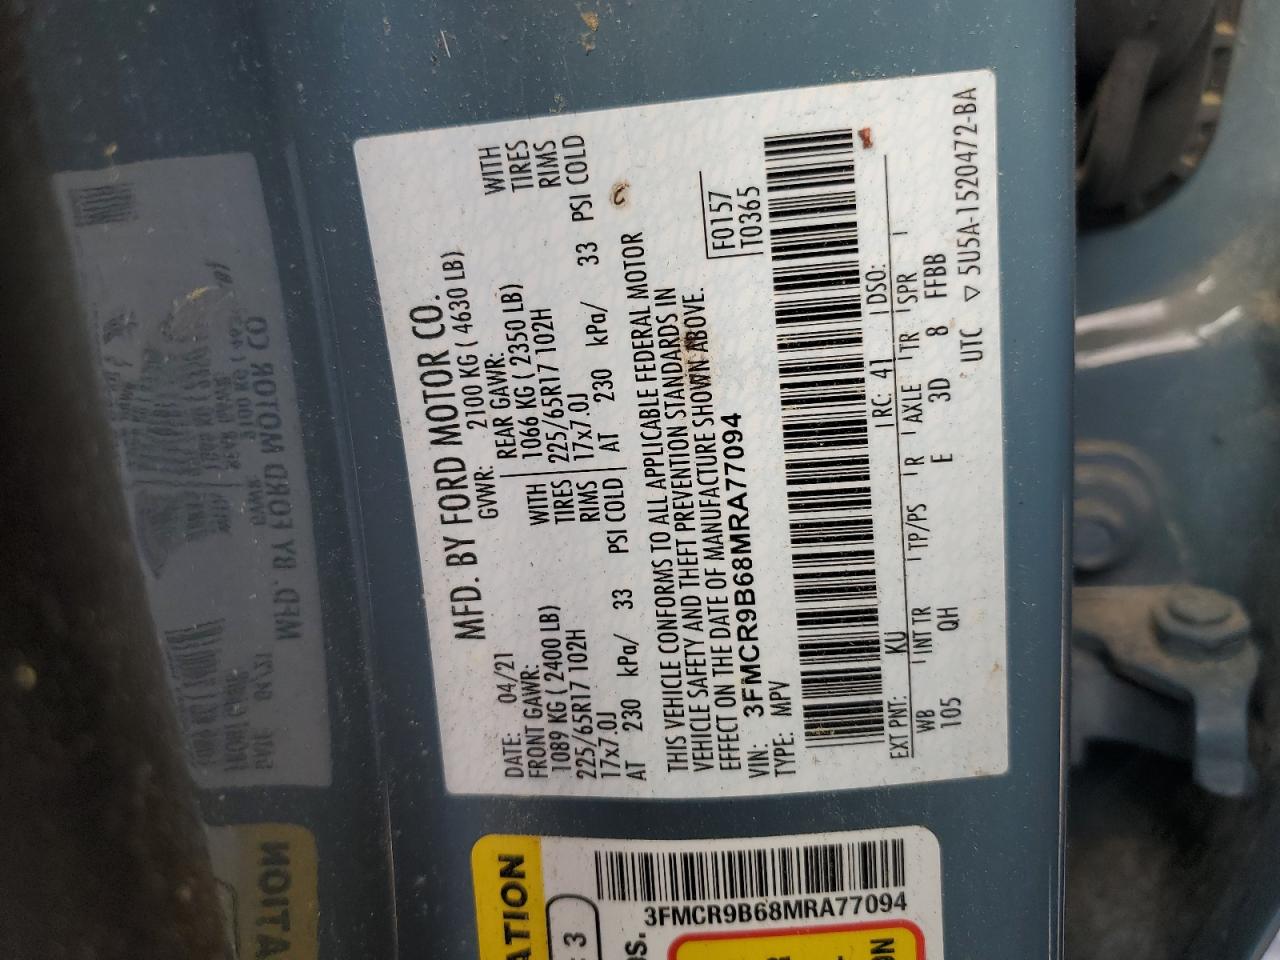 MFD. BY FORD MOTOR CO.
DATE: 04/21 GVWR: 2100 KG ( 4630 LB)
FRONT GAWR: REAR GAWR:
1089 KG ( 2400 LB) WITH 1066 KG ( 2350 LB) WITH
225/65R17 102H TIRES 225/65R17 102H TIRES
17x7.0J RIMS 17x7.0J RIMS
AT 230 kPa/ 33 PSI COLD AT 230 kPa/ 33 PSI COLD
THIS VEHICLE CONFORMS TO ALL APPLICABLE FEDERAL MOTOR
VEHICLE SAFETY AND THEFT PREVENTION STANDARDS IN
EFFECT ON THE DATE OF MANUFACTURE SHOWN ABOVE.
F0157
VIN: 3FMCR9B68MRA77094
T0365
TYPE: MPV
EXT PNT: KU RC: 41 DSO:
WB INT TR TP/PS R AXLE TR SPR
105 QH E 3D 8 FFBB
UTC ▽ 5U5A-1520472-BA
3FMCR9B68MRA77094